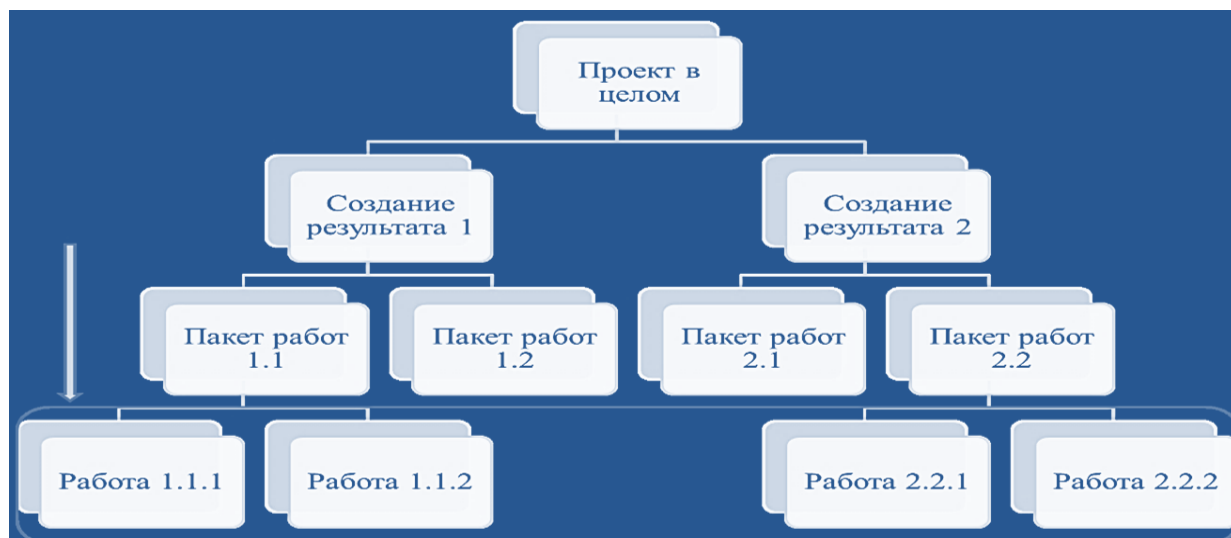 Проект в
целом
Создание
результата 1
Создание
результата 2
Пакет работ
1.1
Пакет работ
1.2
Пакет работ
2.1
Пакет работ
2.2
Работа 1.1.1
Работа 1.1.2
Работа 2.2.1
Работа 2.2.2